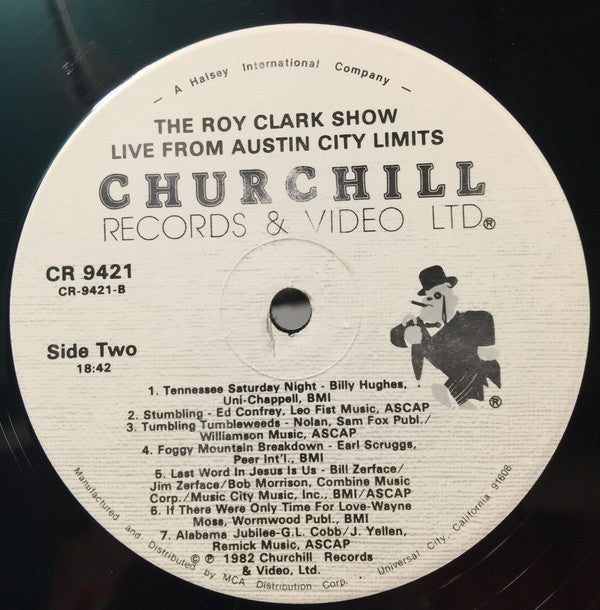 — A Halsey International Company —
THE ROY CLARK SHOW
LIVE FROM AUSTIN CITY LIMITS
CHURCHILL
RECORDS & VIDEO LTD.®
CR 9421
CR-9421-B
Side Two
18:42
®
1. Tennessee Saturday Night - Billy Hughes,
Uni-Chappell, BMI
2. Stumbling - Ed Confrey, Leo Fist Music, ASCAP
3. Tumbling Tumbleweeds - Nolan, Sam Fox Publ./
Williamson Music, ASCAP
4. Foggy Mountain Breakdown - Earl Scruggs,
Peer Int'l., BMI
5. Last Word In Jesus Is Us - Bill Zerface/
Jim Zerface/Bob Morrison, Combine Music
Corp./Music City Music, Inc., BMI/ASCAP
6. If There Were Only Time For Love-Wayne
Moss, Wormwood Publ., BMI
7. Alabama Jubilee-G.L. Cobb/J. Yellen,
Remick Music, ASCAP
© ℗ 1982 Churchill Records
& Video, Ltd.
Manufactured and Distributed by MCA Distribution Corp. Universal City, California 91608